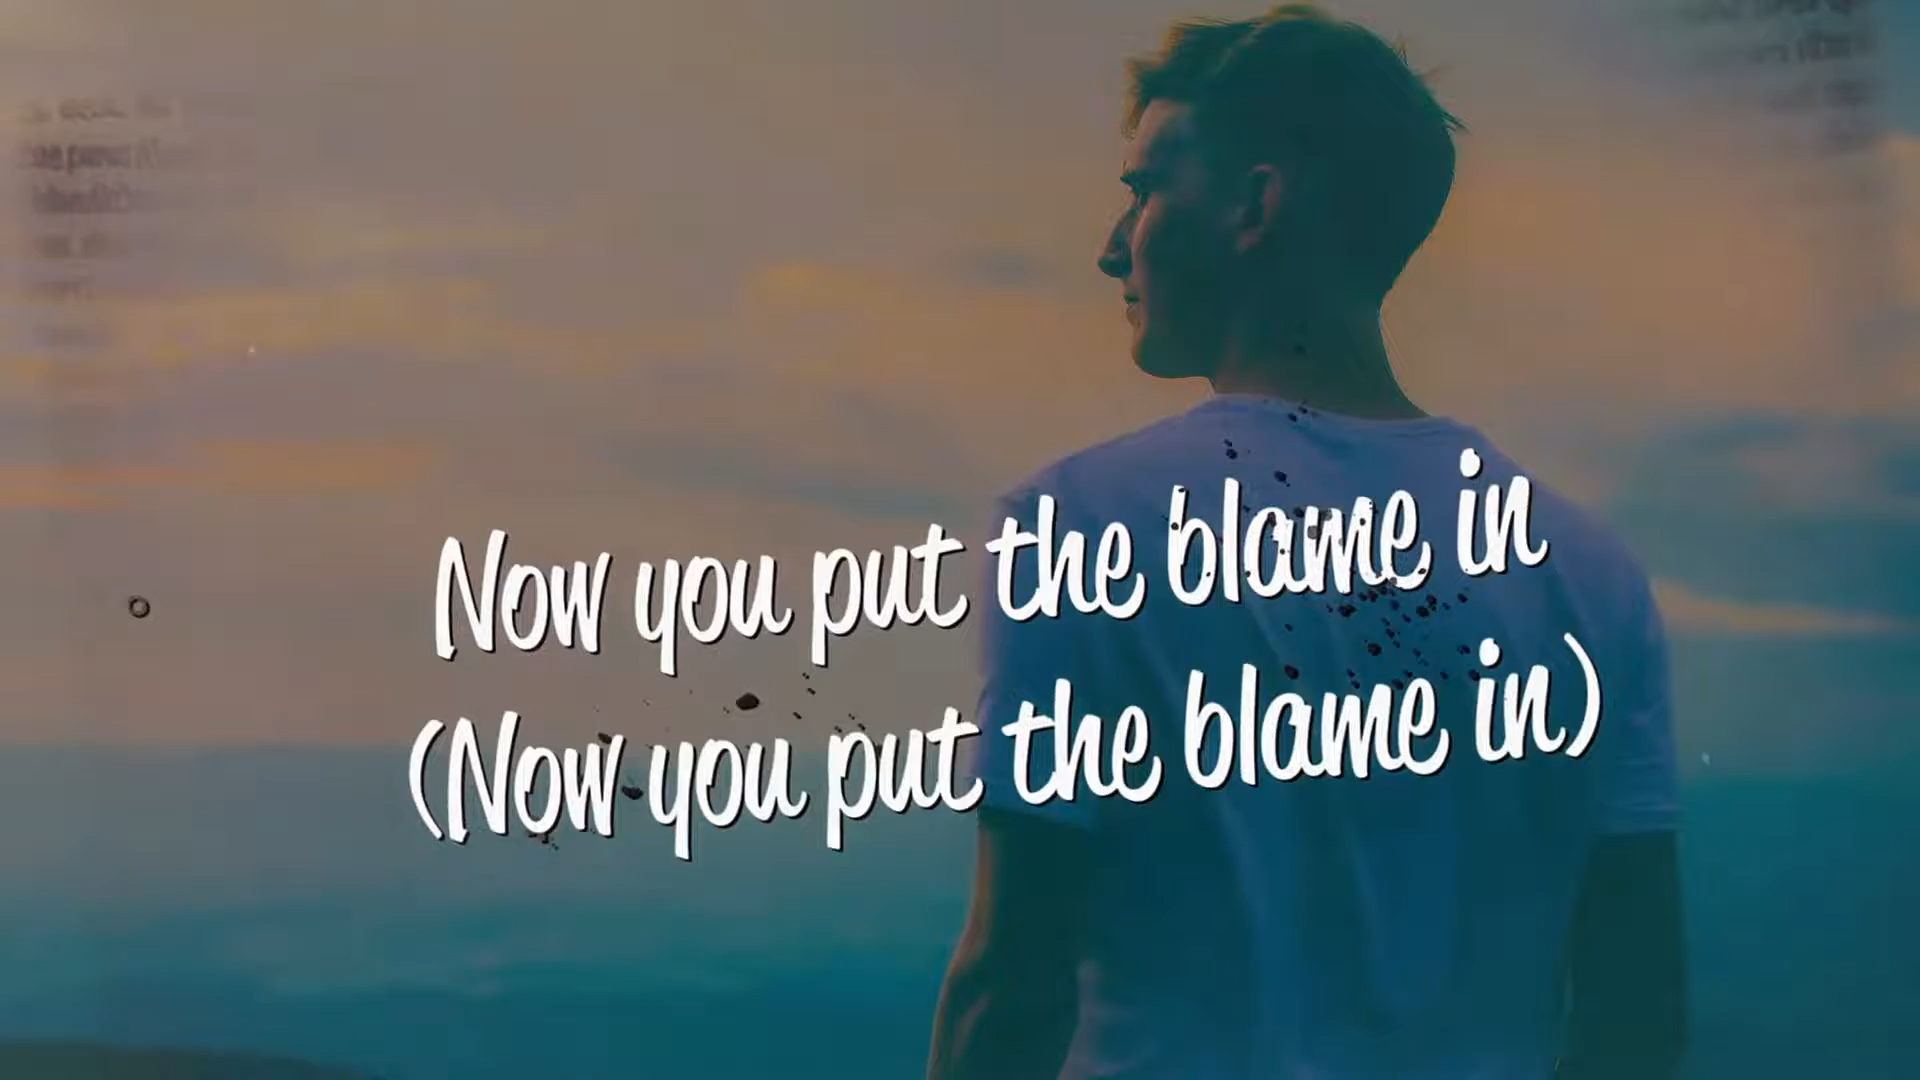 Now you put the blame in
(Now you put the blame in)